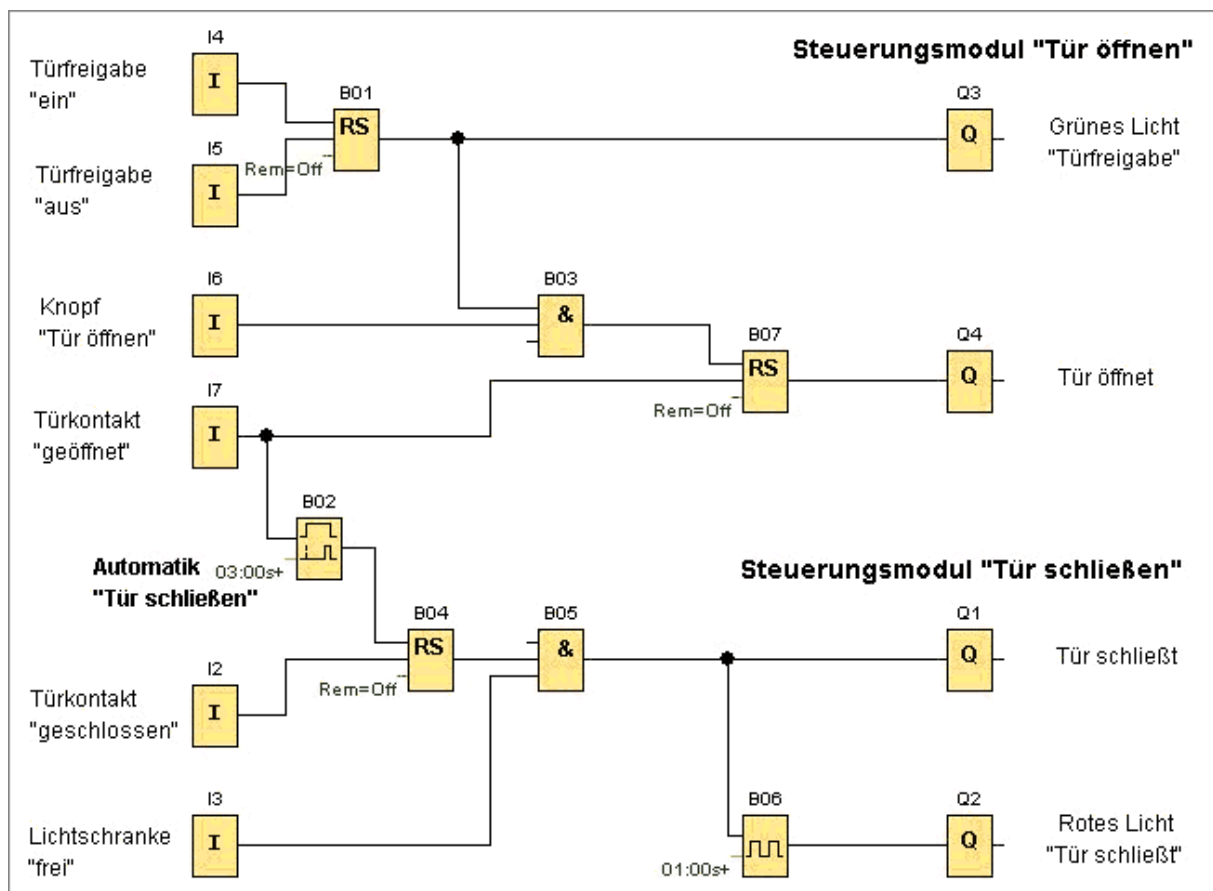 I4
Steuerungsmodul "Tür öffnen"
Türfreigabe
"ein"
I
B01
RS
Q3
Q
Grünes Licht
"Türfreigabe"
I5
Rem=Off
Türfreigabe
"aus"
I
I6
Knopf
"Tür öffnen"
I
B03
&
B07
RS
Rem=Off
Q4
Q
Tür öffnet
I7
Türkontakt
"geöffnet"
I
B02
03:00s+
Automatik
"Tür schließen"
Steuerungsmodul "Tür schließen"
B04
RS
Rem=Off
B05
&
Q1
Q
Tür schließt
I2
Türkontakt
"geschlossen"
I
I3
Lichtschranke
"frei"
I
B06
01:00s+
Q2
Q
Rotes Licht
"Tür schließt"